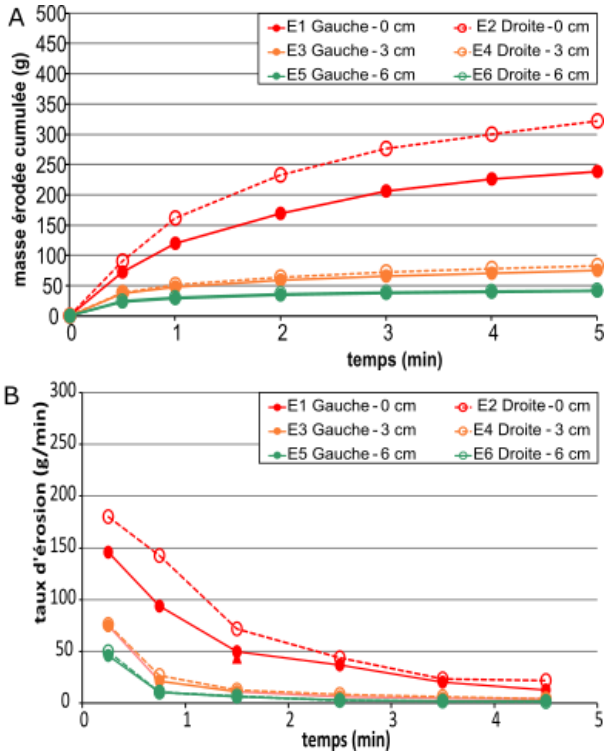 A
500
450
400
350
300
250
200
150
100
50
0
masse érodée cumulée (g)
E1 Gauche - 0 cm
E2 Droite - 0 cm
E3 Gauche - 3 cm
E4 Droite - 3 cm
E5 Gauche - 6 cm
E6 Droite - 6 cm
0 1 2 3 4 5
temps (min)
B
300
250
200
150
100
50
0
taux d'érosion (g/min)
E1 Gauche - 0 cm
E2 Droite - 0 cm
E3 Gauche - 3 cm
E4 Droite - 3 cm
E5 Gauche - 6 cm
E6 Droite - 6 cm
0 1 2 3 4 5
temps (min)